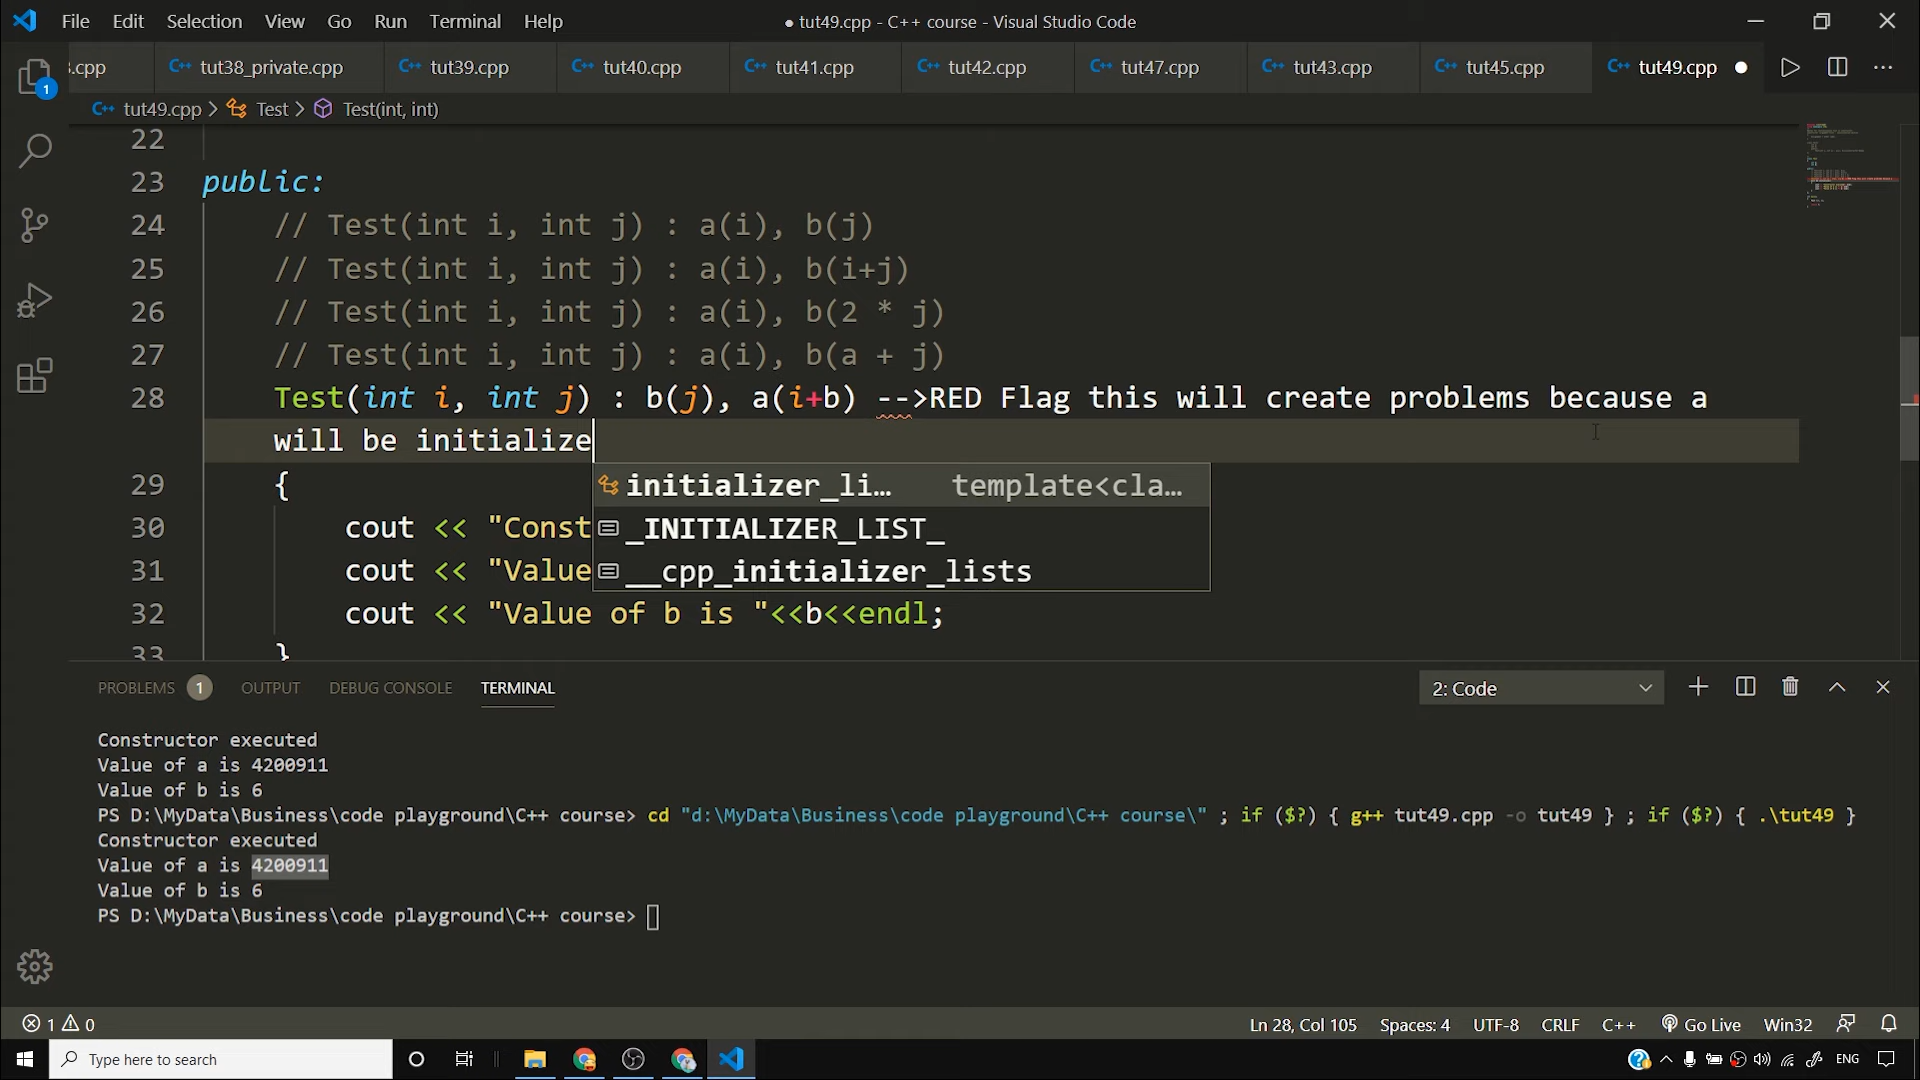 File Edit Selection View Go Run Terminal Help
● tut49.cpp - C++ course - Visual Studio Code
3.cpp tut38_private.cpp tut39.cpp tut40.cpp tut41.cpp tut42.cpp tut47.cpp tut43.cpp tut45.cpp tut49.cpp
tut49.cpp > Test > Test(int, int)
22
23 public:
24 // Test(int i, int j) : a(i), b(j)
25 // Test(int i, int j) : a(i), b(i+j)
26 // Test(int i, int j) : a(i), b(2 * j)
27 // Test(int i, int j) : a(i), b(a + j)
28 Test(int i, int j) : b(j), a(i+b) -->RED Flag this will create problems because a
will be initialize
29 {
initializer_li… template<cla…
30 cout << "Const
_INITIALIZER_LIST_
31 cout << "Value
__cpp_initializer_lists
32 cout << "Value of b is "<<b<<endl;
33 }
PROBLEMS 1 OUTPUT DEBUG CONSOLE TERMINAL 2: Code
Constructor executed
Value of a is 4200911
Value of b is 6
PS D:\MyData\Business\code playground\C++ course> cd "d:\MyData\Business\code playground\C++ course\" ; if ($?) { g++ tut49.cpp -o tut49 } ; if ($?) { .\tut49 }
Constructor executed
Value of a is 4200911
Value of b is 6
PS D:\MyData\Business\code playground\C++ course>
1 0 Ln 28, Col 105 Spaces: 4 UTF-8 CRLF C++ Go Live Win32
Type here to search ENG